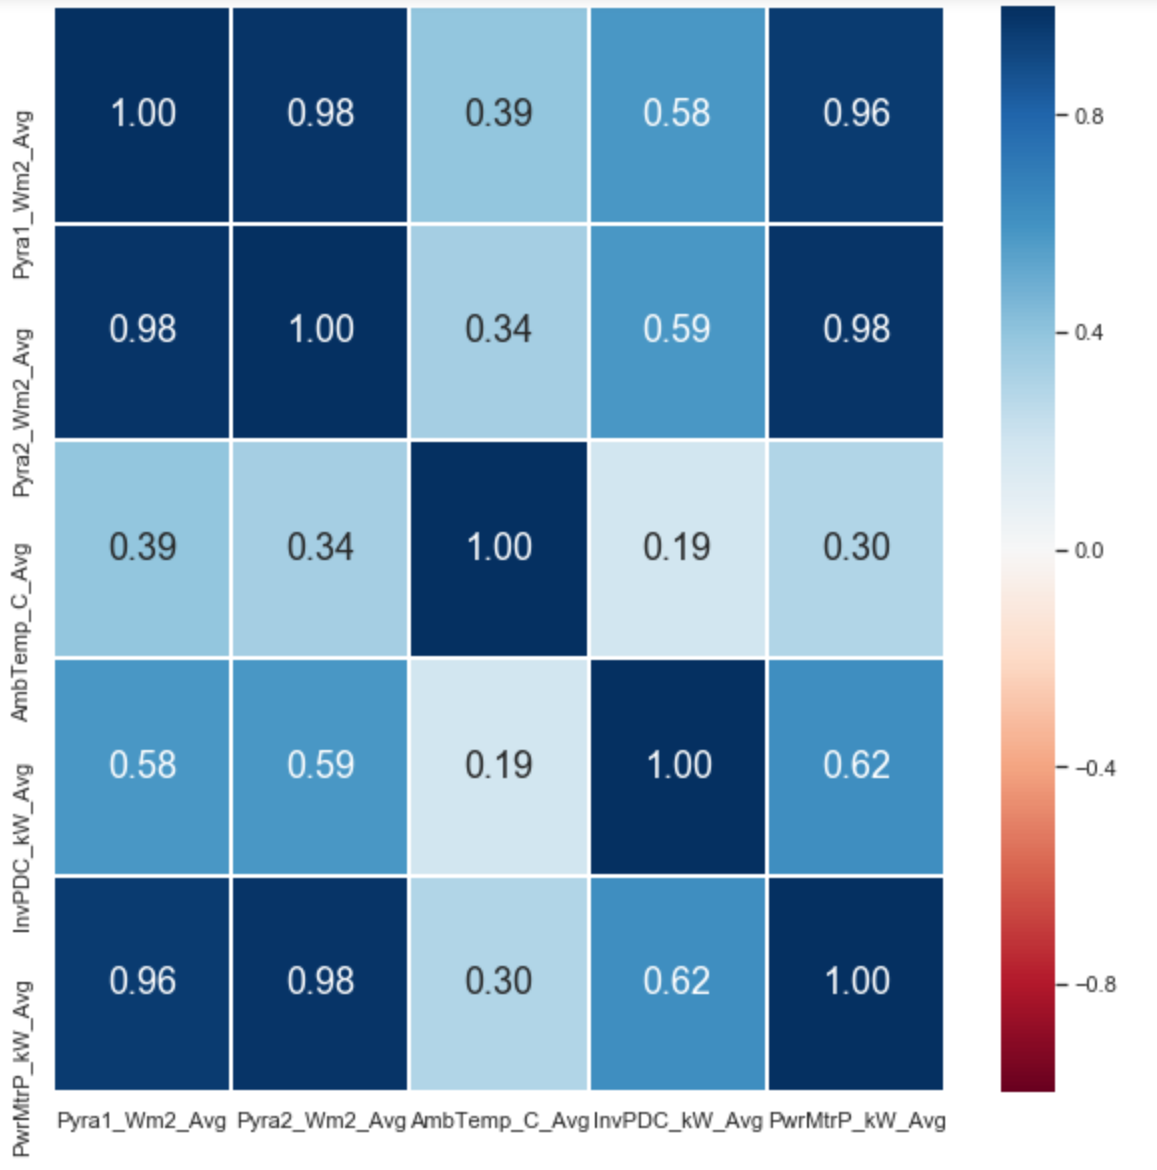 Pyra1_Wm2_Avg
1.00 0.98 0.39 0.58 0.96
Pyra2_Wm2_Avg
0.98 1.00 0.34 0.59 0.98
AmbTemp_C_Avg
0.39 0.34 1.00 0.19 0.30
InvPDC_kW_Avg
0.58 0.59 0.19 1.00 0.62
PwrMtrP_kW_Avg
0.96 0.98 0.30 0.62 1.00
Pyra1_Wm2_Avg Pyra2_Wm2_Avg AmbTemp_C_Avg InvPDC_kW_Avg PwrMtrP_kW_Avg
0.8
0.4
0.0
−0.4
−0.8